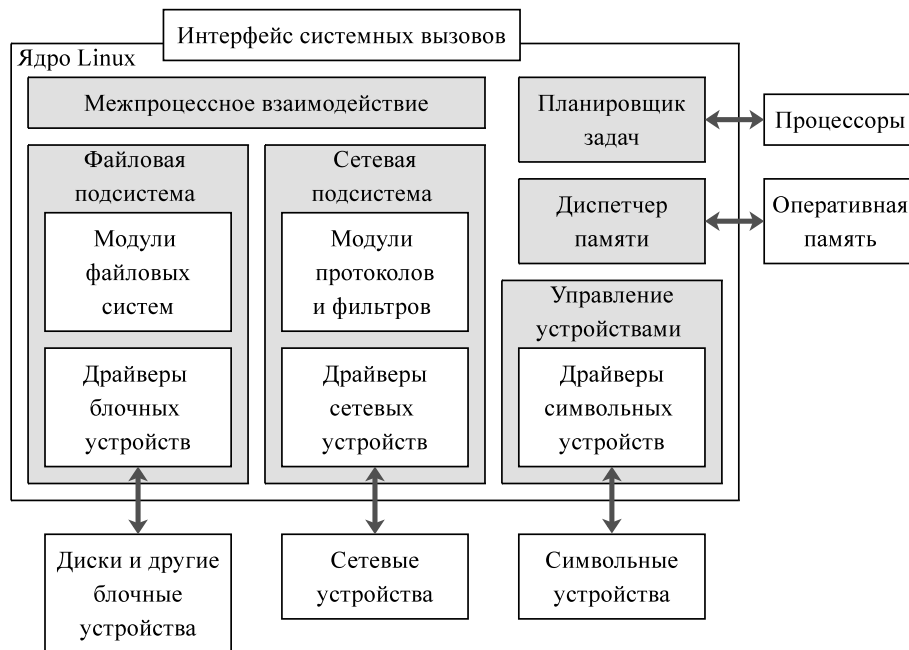 Интерфейс системных вызовов
Ядро Linux
Межпроцессное взаимодействие
Планировщик
задач
Процессоры
Файловая
подсистема
Модули
файловых
систем
Драйверы
блочных
устройств
Сетевая
подсистема
Модули
протоколов
и фильтров
Драйверы
сетевых
устройств
Диспетчер
памяти
Оперативная
память
Управление
устройствами
Драйверы
символьных
устройств
Диски и другие
блочные
устройства
Сетевые
устройства
Символьные
устройства